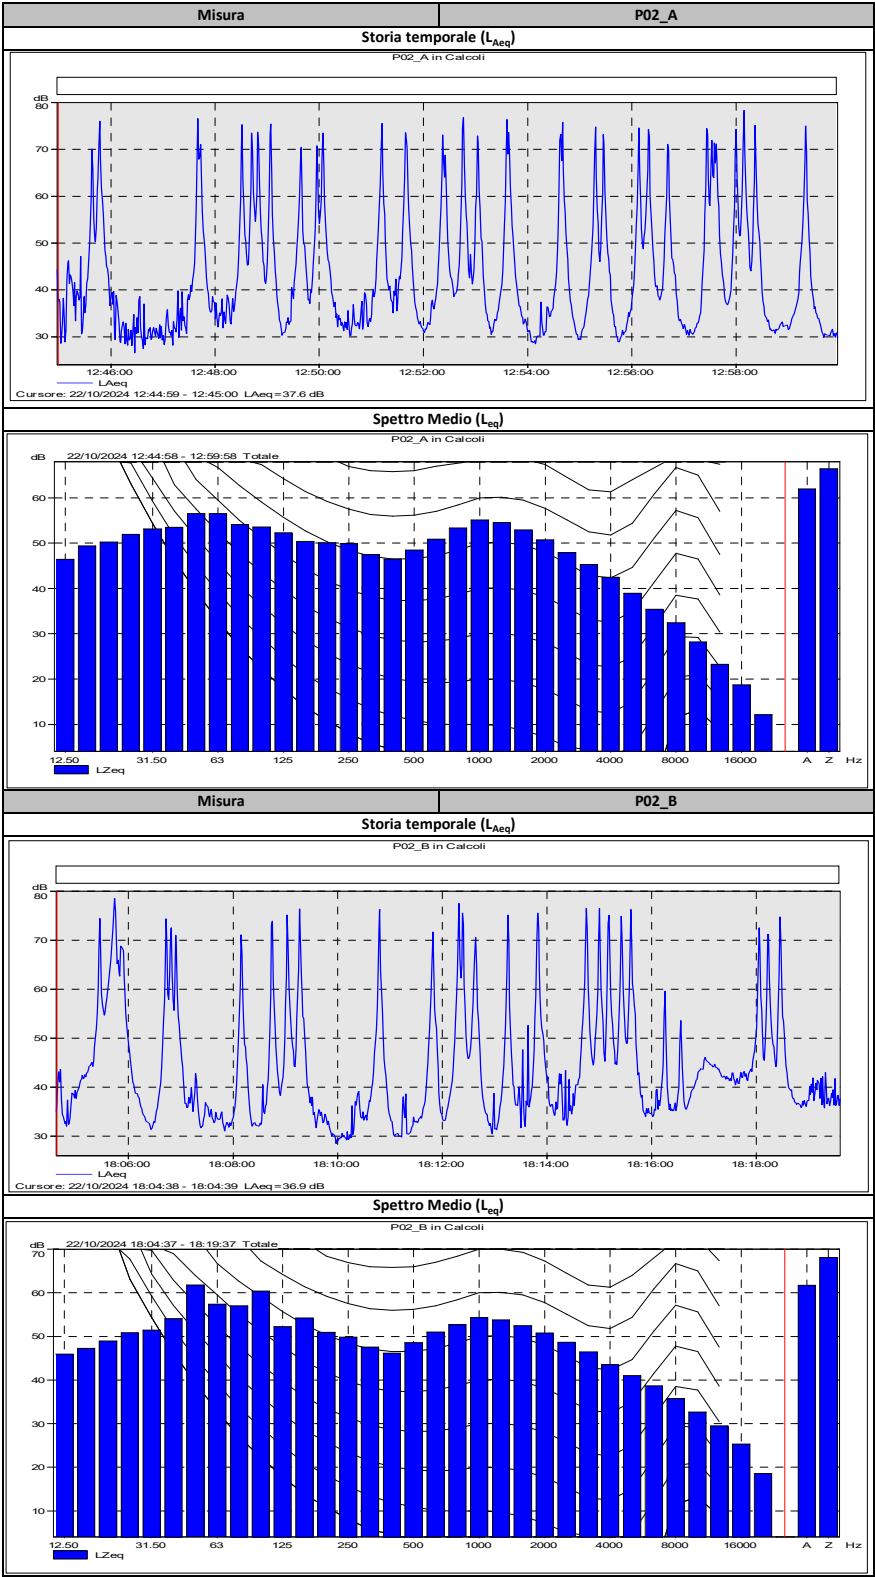 Misura P02_A
Storia temporale (LAeq)
P02_A in Calcoli
dB
80
70
60
50
40
30
12:46:00 12:48:00 12:50:00 12:52:00 12:54:00 12:56:00 12:58:00
LAeq
Cursore: 22/10/2024 12:44:59 - 12:45:00 LAeq=37.6 dB
Spettro Medio (Leq)
P02_A in Calcoli
dB 22/10/2024 12:44:58 - 12:59:58 Totale
60
50
40
30
20
10
12.50 31.50 63 125 250 500 1000 2000 4000 8000 16000 A Z Hz
LZeq
Misura P02_B
Storia temporale (LAeq)
P02_B in Calcoli
dB
80
70
60
50
40
30
18:06:00 18:08:00 18:10:00 18:12:00 18:14:00 18:16:00 18:18:00
LAeq
Cursore: 22/10/2024 18:04:38 - 18:04:39 LAeq=36.9 dB
Spettro Medio (Leq)
P02_B in Calcoli
dB 22/10/2024 18:04:37 - 18:19:37 Totale
70
60
50
40
30
20
10
12.50 31.50 63 125 250 500 1000 2000 4000 8000 16000 A Z Hz
LZeq